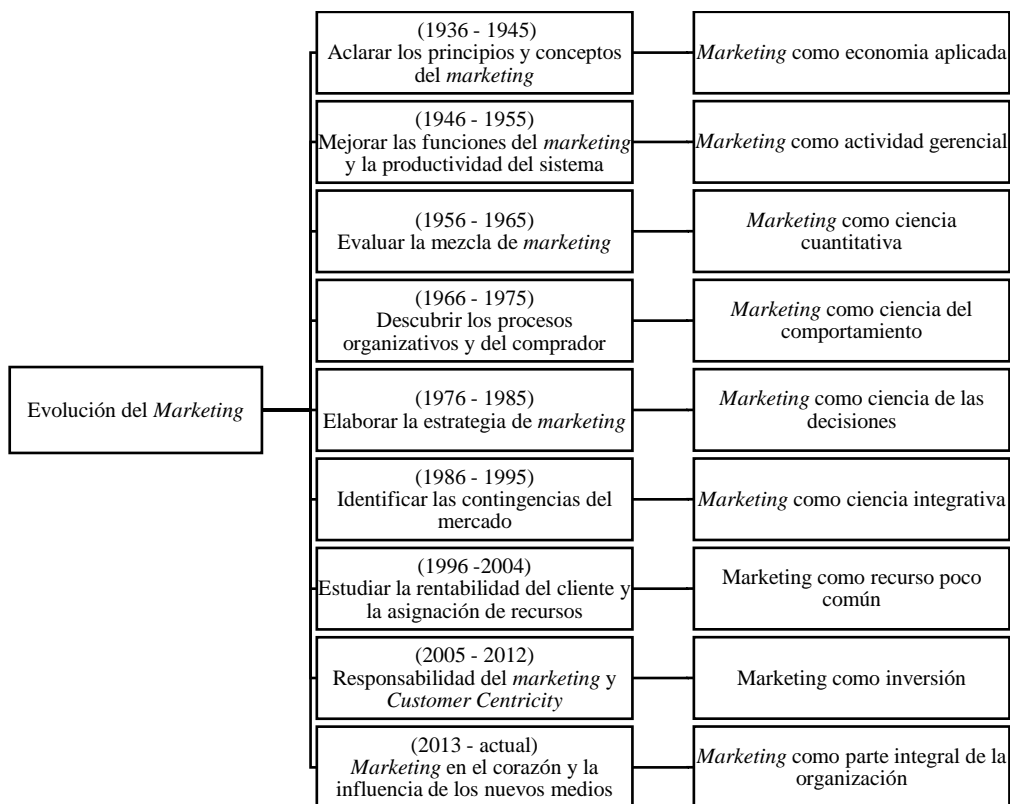 (1936 - 1945)
Aclarar los principios y conceptos
del marketing
Marketing como economia aplicada
(1946 - 1955)
Mejorar las funciones del marketing
y la productividad del sistema
Marketing como actividad gerencial
(1956 - 1965)
Evaluar la mezcla de marketing
Marketing como ciencia
cuantitativa
(1966 - 1975)
Descubrir los procesos
organizativos y del comprador
Marketing como ciencia del
comportamiento
Evolución del Marketing
(1976 - 1985)
Elaborar la estrategia de marketing
Marketing como ciencia de las
decisiones
(1986 - 1995)
Identificar las contingencias del
mercado
Marketing como ciencia integrativa
(1996 -2004)
Estudiar la rentabilidad del cliente y
la asignación de recursos
Marketing como recurso poco
común
(2005 - 2012)
Responsabilidad del marketing y
Customer Centricity
Marketing como inversión
(2013 - actual)
Marketing en el corazón y la
influencia de los nuevos medios
Marketing como parte integral de la
organización